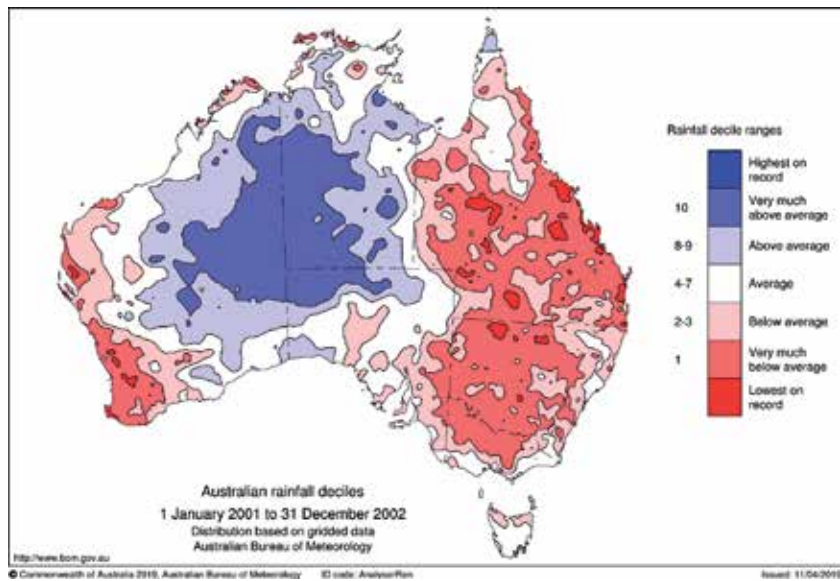 Rainfall decile ranges
Highest on
record
10
Very much
above average
8-9
Above average
4-7
Average
2-3
Below average
1
Very much
below average
Lowest on
record
Australian rainfall deciles
1 January 2001 to 31 December 2002
Distribution based on gridded data
Australian Bureau of Meteorology
http://www.bom.gov.au
© Commonwealth of Australia Australian Bureau of Meteorology ID code:
Issued: